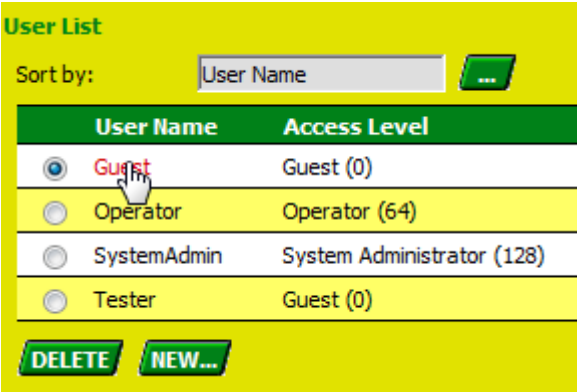 User List
Sort by: User Name ...
User Name Access Level
Guest Guest (0)
Operator Operator (64)
SystemAdmin System Administrator (128)
Tester Guest (0)
DELETE NEW...